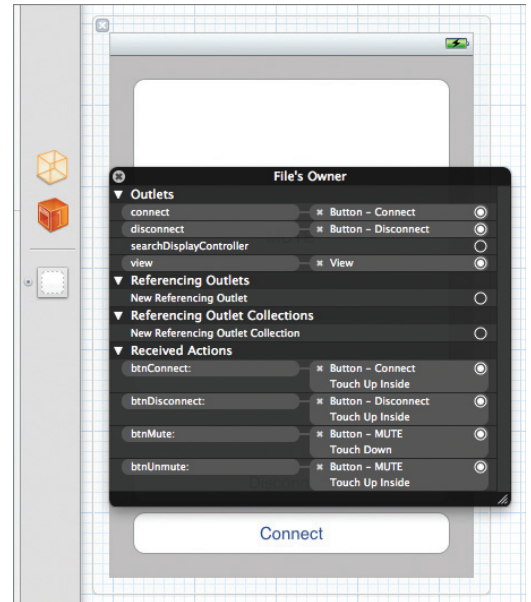 File's Owner
Outlets
connect
Button – Connect
disconnect
Button – Disconnect
searchDisplayController
view
View
Referencing Outlets
New Referencing Outlet
Referencing Outlet Collections
New Referencing Outlet Collection
Received Actions
btnConnect:
Button – Connect
Touch Up Inside
btnDisconnect:
Button – Disconnect
Touch Up Inside
btnMute:
Button – MUTE
Touch Down
btnUnmute:
Button – MUTE
Touch Up Inside
Connect